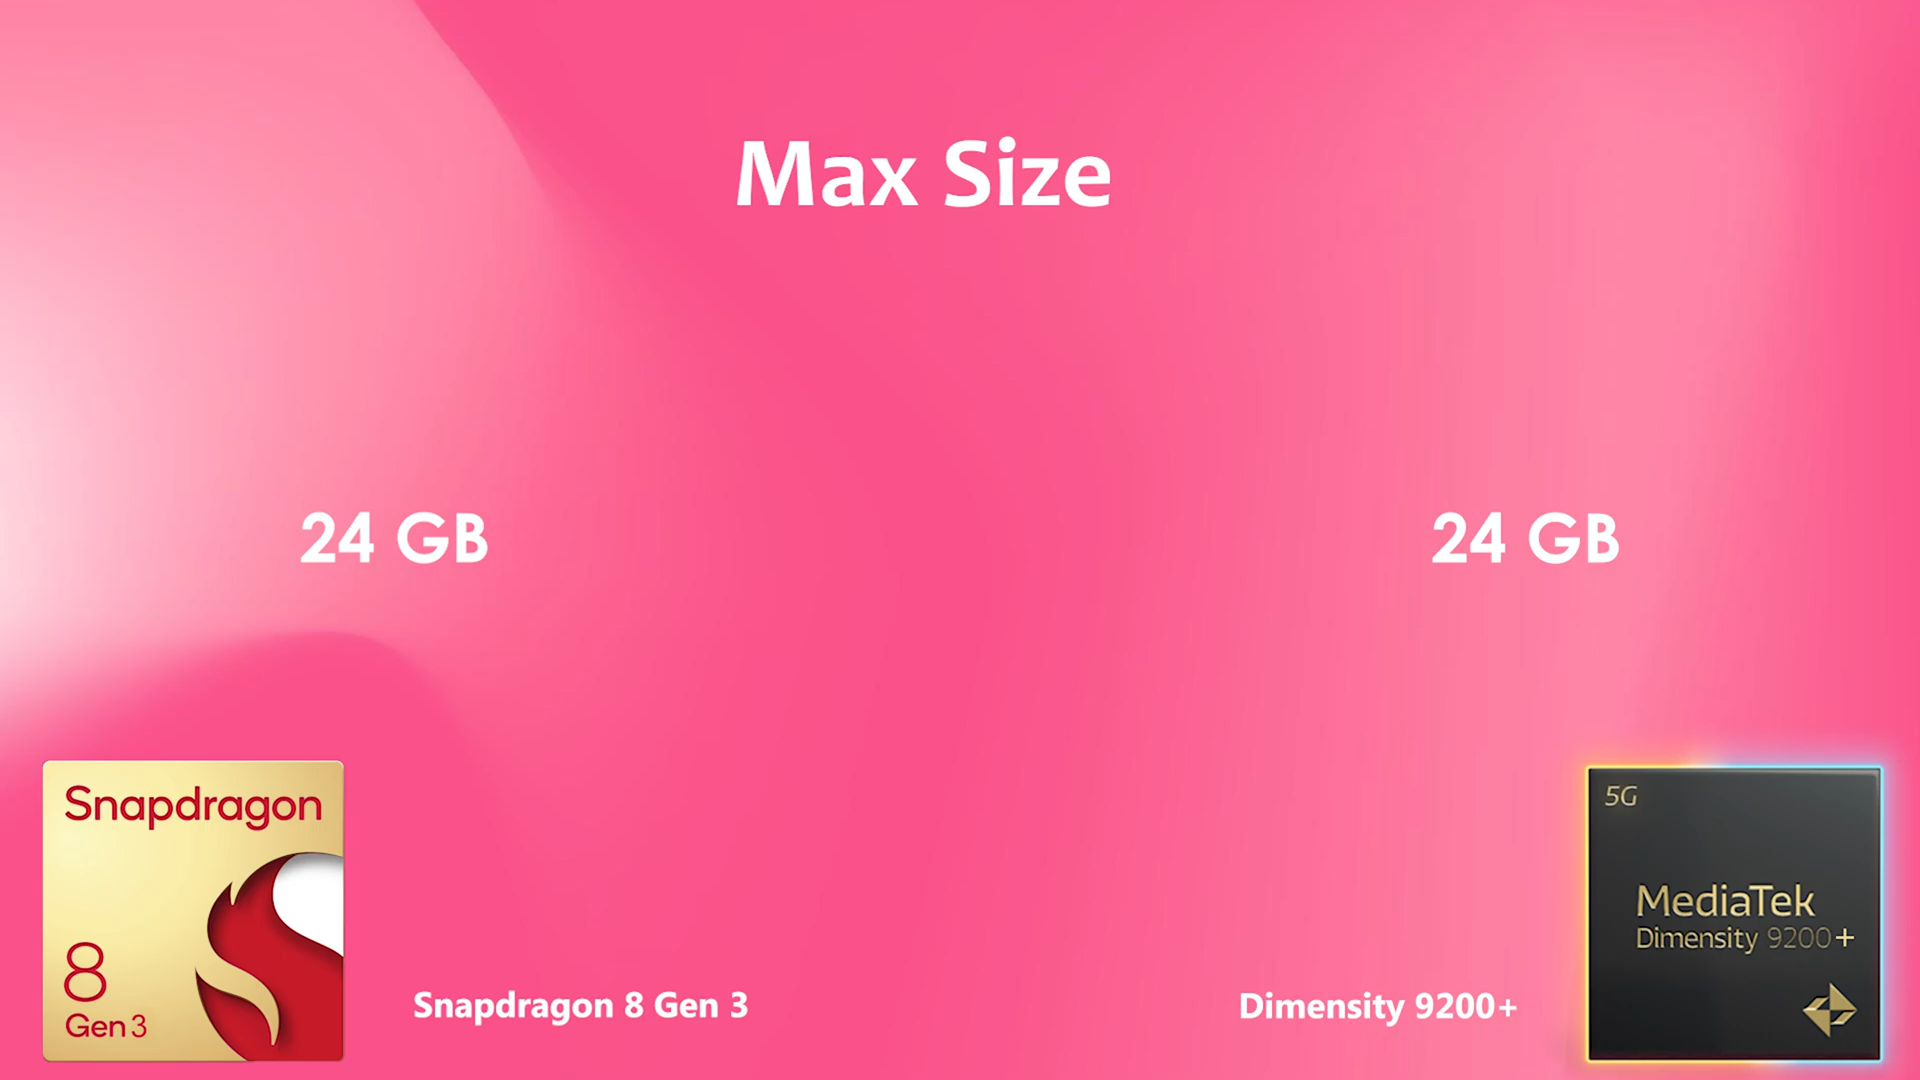 Max Size
24 GB
24 GB
Snapdragon
8
Gen 3
Snapdragon 8 Gen 3
Dimensity 9200+
5G
MediaTek
Dimensity 9200+